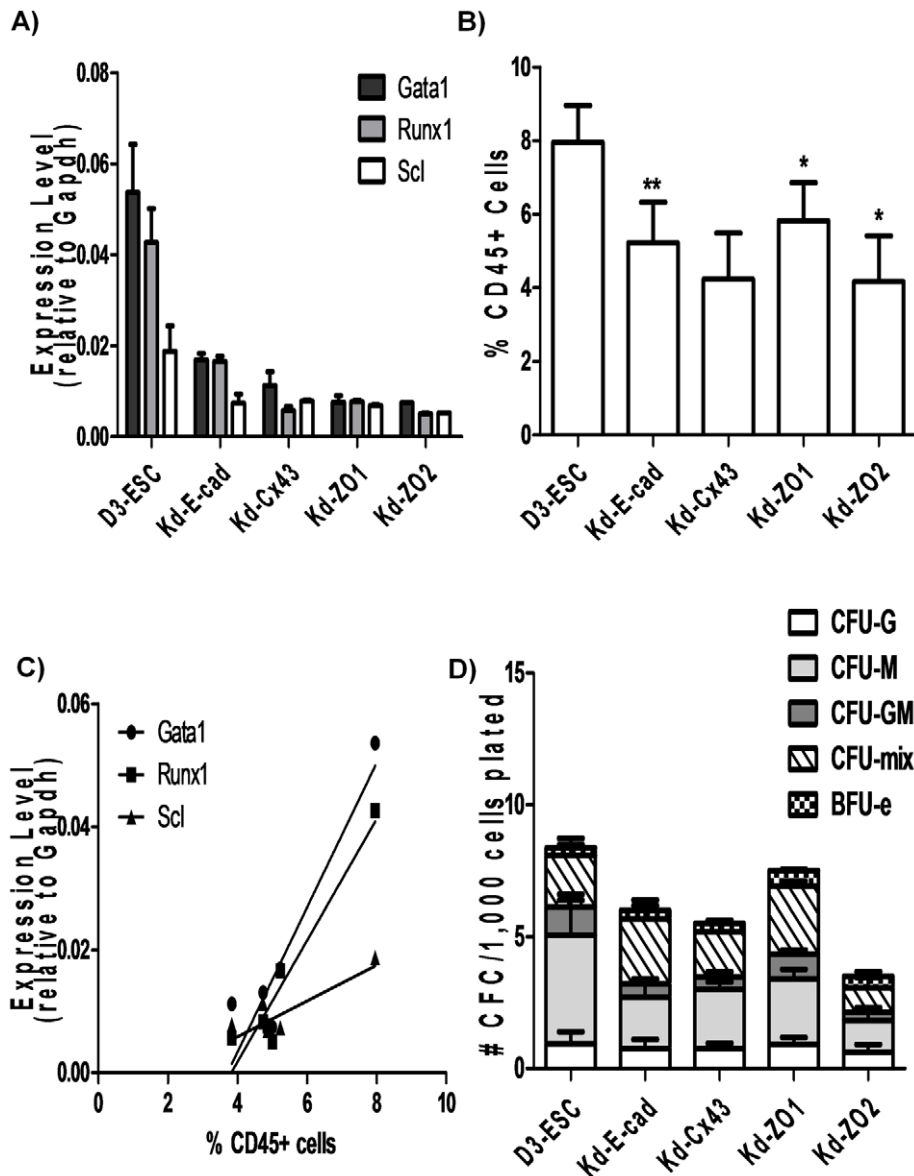 A)
Expression Level
(relative to Gapdh)
0.08
0.06
0.04
0.02
0.00
Gata1
Runx1
Scl
D3-ESC
Kd-E-cad
Kd-Cx43
Kd-ZO1
Kd-ZO2
B)
% CD45+ Cells
10
8
6
4
2
0
**
*
*
D3-ESC
Kd-E-cad
Kd-Cx43
Kd-ZO1
Kd-ZO2
C)
Expression Level
(relative to Gapdh)
0.06
0.04
0.02
0.00
Gata1
Runx1
Scl
0 2 4 6 8 10
% CD45+ cells
D)
CFU-G
CFU-M
CFU-GM
CFU-mix
BFU-e
# CFC/1,000 cells plated
15
10
5
0
D3-ESC
Kd-E-cad
Kd-Cx43
Kd-ZO1
Kd-ZO2